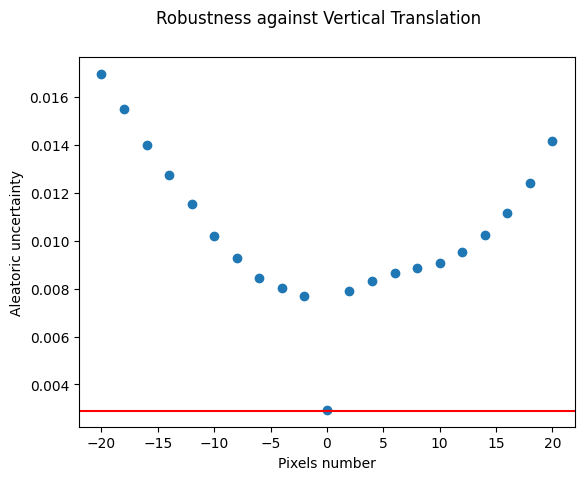 Robustness against Vertical Translation
Aleatoric uncertainty
0.016
0.014
0.012
0.010
0.008
0.006
0.004
−20 −15 −10 −5 0 5 10 15 20
Pixels number